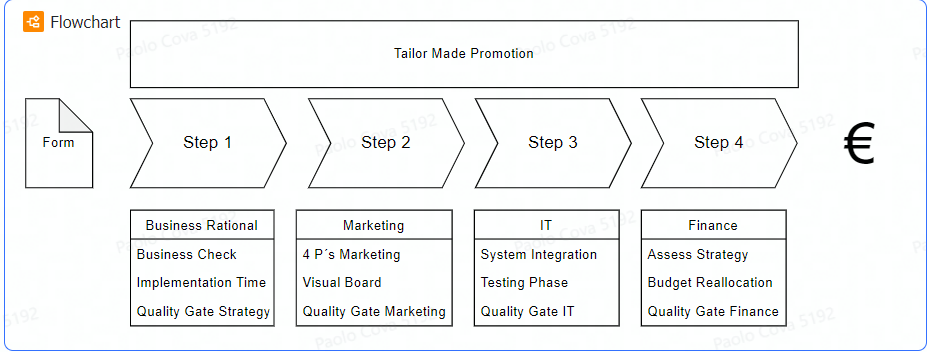 Flowchart
Tailor Made Promotion
Form
Step 1
Step 2
Step 3
Step 4
€
Business Rational
Business Check
Implementation Time
Quality Gate Strategy
Marketing
4 P´s Marketing
Visual Board
Quality Gate Marketing
IT
System Integration
Testing Phase
Quality Gate IT
Finance
Assess Strategy
Budget Reallocation
Quality Gate Finance
Paolo Cova 5192